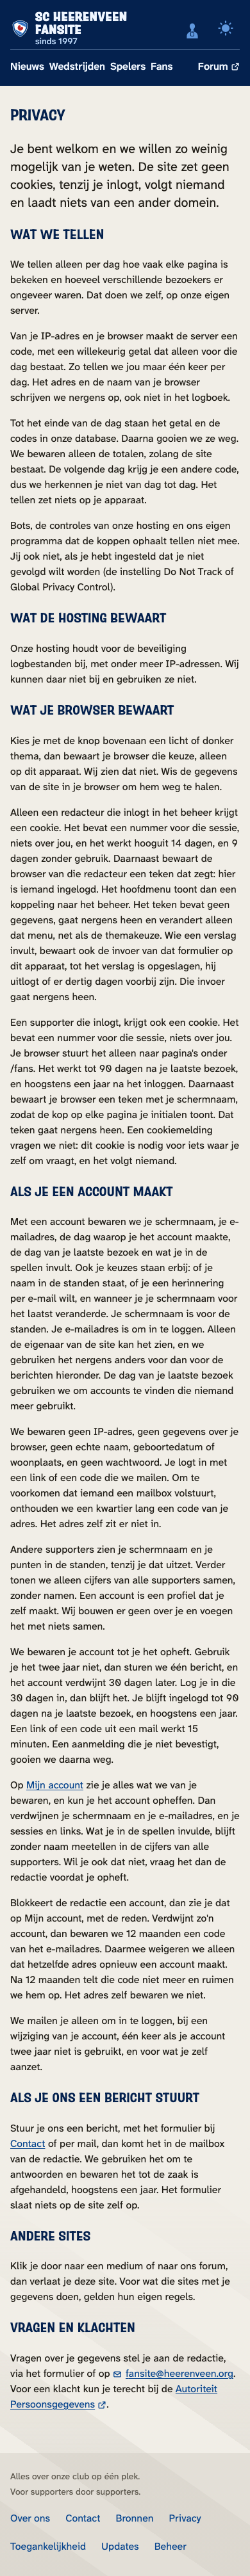 SC HEERENVEEN
FANSITE
sinds 1997
Nieuws Wedstrijden Spelers Fans Forum
PRIVACY
Je bent welkom en we willen zo weinig
mogelijk van je weten. De site zet geen
cookies, tenzij je inlogt, volgt niemand
en laadt niets van een ander domein.
WAT WE TELLEN
We tellen alleen per dag hoe vaak elke pagina is
bekeken en hoeveel verschillende bezoekers er
ongeveer waren. Dat doen we zelf, op onze eigen
server.
Van je IP-adres en je browser maakt de server een
code, met een willekeurig getal dat alleen voor die
dag bestaat. Zo tellen we jou maar één keer per
dag. Het adres en de naam van je browser
schrijven we nergens op, ook niet in het logboek.
Tot het einde van de dag staan het getal en de
codes in onze database. Daarna gooien we ze weg.
We bewaren alleen de totalen, zolang de site
bestaat. De volgende dag krijg je een andere code,
dus we herkennen je niet van dag tot dag. Het
tellen zet niets op je apparaat.
Bots, de controles van onze hosting en ons eigen
programma dat de koppen ophaalt tellen niet mee.
Jij ook niet, als je hebt ingesteld dat je niet
gevolgd wilt worden (de instelling Do Not Track of
Global Privacy Control).
WAT DE HOSTING BEWAART
Onze hosting houdt voor de beveiliging
logbestanden bij, met onder meer IP-adressen. Wij
kunnen daar niet bij en gebruiken ze niet.
WAT JE BROWSER BEWAART
Kies je met de knop bovenaan een licht of donker
thema, dan bewaart je browser die keuze, alleen
op dit apparaat. Wij zien dat niet. Wis de gegevens
van de site in je browser om hem weg te halen.
Alleen een redacteur die inlogt in het beheer krijgt
een cookie. Het bevat een nummer voor de sessie,
niets over jou, en het werkt hooguit 14 dagen, en 9
dagen zonder gebruik. Daarnaast bewaart de
browser van die redacteur een teken dat zegt: hier
is iemand ingelogd. Het hoofdmenu toont dan een
koppeling naar het beheer. Het teken bevat geen
gegevens, gaat nergens heen en verandert alleen
dat menu, net als de themakeuze. Wie een verslag
invult, bewaart ook de invoer van dat formulier op
dit apparaat, tot het verslag is opgeslagen, hij
uitlogt of er dertig dagen voorbij zijn. Die invoer
gaat nergens heen.
Een supporter die inlogt, krijgt ook een cookie. Het
bevat een nummer voor die sessie, niets over jou.
Je browser stuurt het alleen naar pagina's onder
/fans. Het werkt tot 90 dagen na je laatste bezoek,
en hoogstens een jaar na het inloggen. Daarnaast
bewaart je browser een teken met je schermnaam,
zodat de kop op elke pagina je initialen toont. Dat
teken gaat nergens heen. Een cookiemelding
vragen we niet: dit cookie is nodig voor iets waar je
zelf om vraagt, en het volgt niemand.
ALS JE EEN ACCOUNT MAAKT
Met een account bewaren we je schermnaam, je e-
mailadres, de dag waarop je het account maakte,
de dag van je laatste bezoek en wat je in de
spellen invult. Ook je keuzes staan erbij: of je
naam in de standen staat, of je een herinnering
per e-mail wilt, en wanneer je je schermnaam voor
het laatst veranderde. Je schermnaam is voor de
standen. Je e-mailadres is om in te loggen. Alleen
de eigenaar van de site kan het zien, en we
gebruiken het nergens anders voor dan voor de
berichten hieronder. De dag van je laatste bezoek
gebruiken we om accounts te vinden die niemand
meer gebruikt.
We bewaren geen IP-adres, geen gegevens over je
browser, geen echte naam, geboortedatum of
woonplaats, en geen wachtwoord. Je logt in met
een link of een code die we mailen. Om te
voorkomen dat iemand een mailbox volstuurt,
onthouden we een kwartier lang een code van je
adres. Het adres zelf zit er niet in.
Andere supporters zien je schermnaam en je
punten in de standen, tenzij je dat uitzet. Verder
tonen we alleen cijfers van alle supporters samen,
zonder namen. Een account is een profiel dat je
zelf maakt. Wij bouwen er geen over je en voegen
het met niets samen.
We bewaren je account tot je het opheft. Gebruik
je het twee jaar niet, dan sturen we één bericht, en
het account verdwijnt 30 dagen later. Log je in die
30 dagen in, dan blijft het. Je blijft ingelogd tot 90
dagen na je laatste bezoek, en hoogstens een jaar.
Een link of een code uit een mail werkt 15
minuten. Een aanmelding die je niet bevestigt,
gooien we daarna weg.
Op Mijn account zie je alles wat we van je
bewaren, en kun je het account opheffen. Dan
verdwijnen je schermnaam en je e-mailadres, en je
sessies en links. Wat je in de spellen invulde, blijft
zonder naam meetellen in de cijfers van alle
supporters. Wil je ook dat niet, vraag het dan de
redactie voordat je opheft.
Blokkeert de redactie een account, dan zie je dat
op Mijn account, met de reden. Verdwijnt zo'n
account, dan bewaren we 12 maanden een code
van het e-mailadres. Daarmee weigeren we alleen
dat hetzelfde adres opnieuw een account maakt.
Na 12 maanden telt die code niet meer en ruimen
we hem op. Het adres zelf bewaren we niet.
We mailen je alleen om in te loggen, bij een
wijziging van je account, één keer als je account
twee jaar niet is gebruikt, en voor wat je zelf
aanzet.
ALS JE ONS EEN BERICHT STUURT
Stuur je ons een bericht, met het formulier bij
Contact of per mail, dan komt het in de mailbox
van de redactie. We gebruiken het om te
antwoorden en bewaren het tot de zaak is
afgehandeld, hoogstens een jaar. Het formulier
slaat niets op de site zelf op.
ANDERE SITES
Klik je door naar een medium of naar ons forum,
dan verlaat je deze site. Voor wat die sites met je
gegevens doen, gelden hun eigen regels.
VRAGEN EN KLACHTEN
Vragen over je gegevens stel je aan de redactie,
via het formulier of op fansite@heerenveen.org.
Voor een klacht kun je terecht bij de Autoriteit
Persoonsgegevens.
Alles over onze club op één plek.
Voor supporters door supporters.
Over ons Contact Bronnen Privacy
Toegankelijkheid Updates Beheer